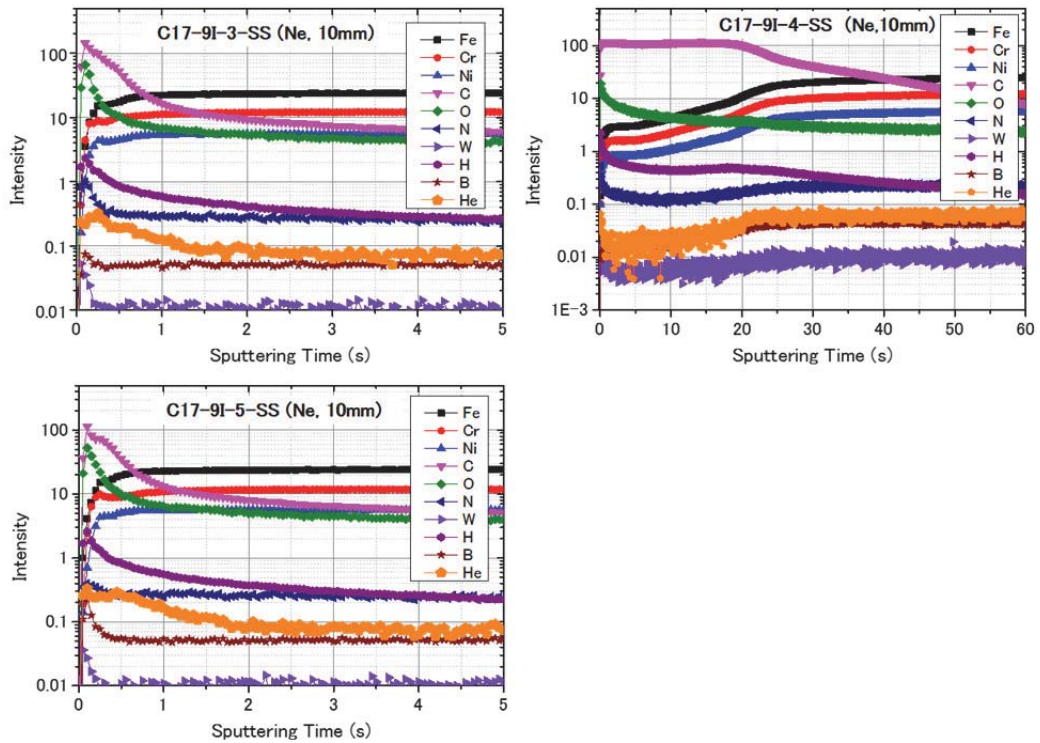 C17-9I-3-SS (Ne, 10mm)
Intensity
100
10
1
0.1
0.01
Fe
Cr
Ni
C
O
N
W
H
B
He
0
1
2
3
4
5
Sputtering Time (s)
C17-9I-4-SS (Ne,10mm)
Intensity
100
10
1
0.1
0.01
1E-3
Fe
Cr
Ni
C
O
N
W
H
B
He
0
10
20
30
40
50
60
Sputtering Time (s)
C17-9I-5-SS (Ne, 10mm)
Intensity
100
10
1
0.1
0.01
Fe
Cr
Ni
C
O
N
W
H
B
He
0
1
2
3
4
5
Sputtering Time (s)